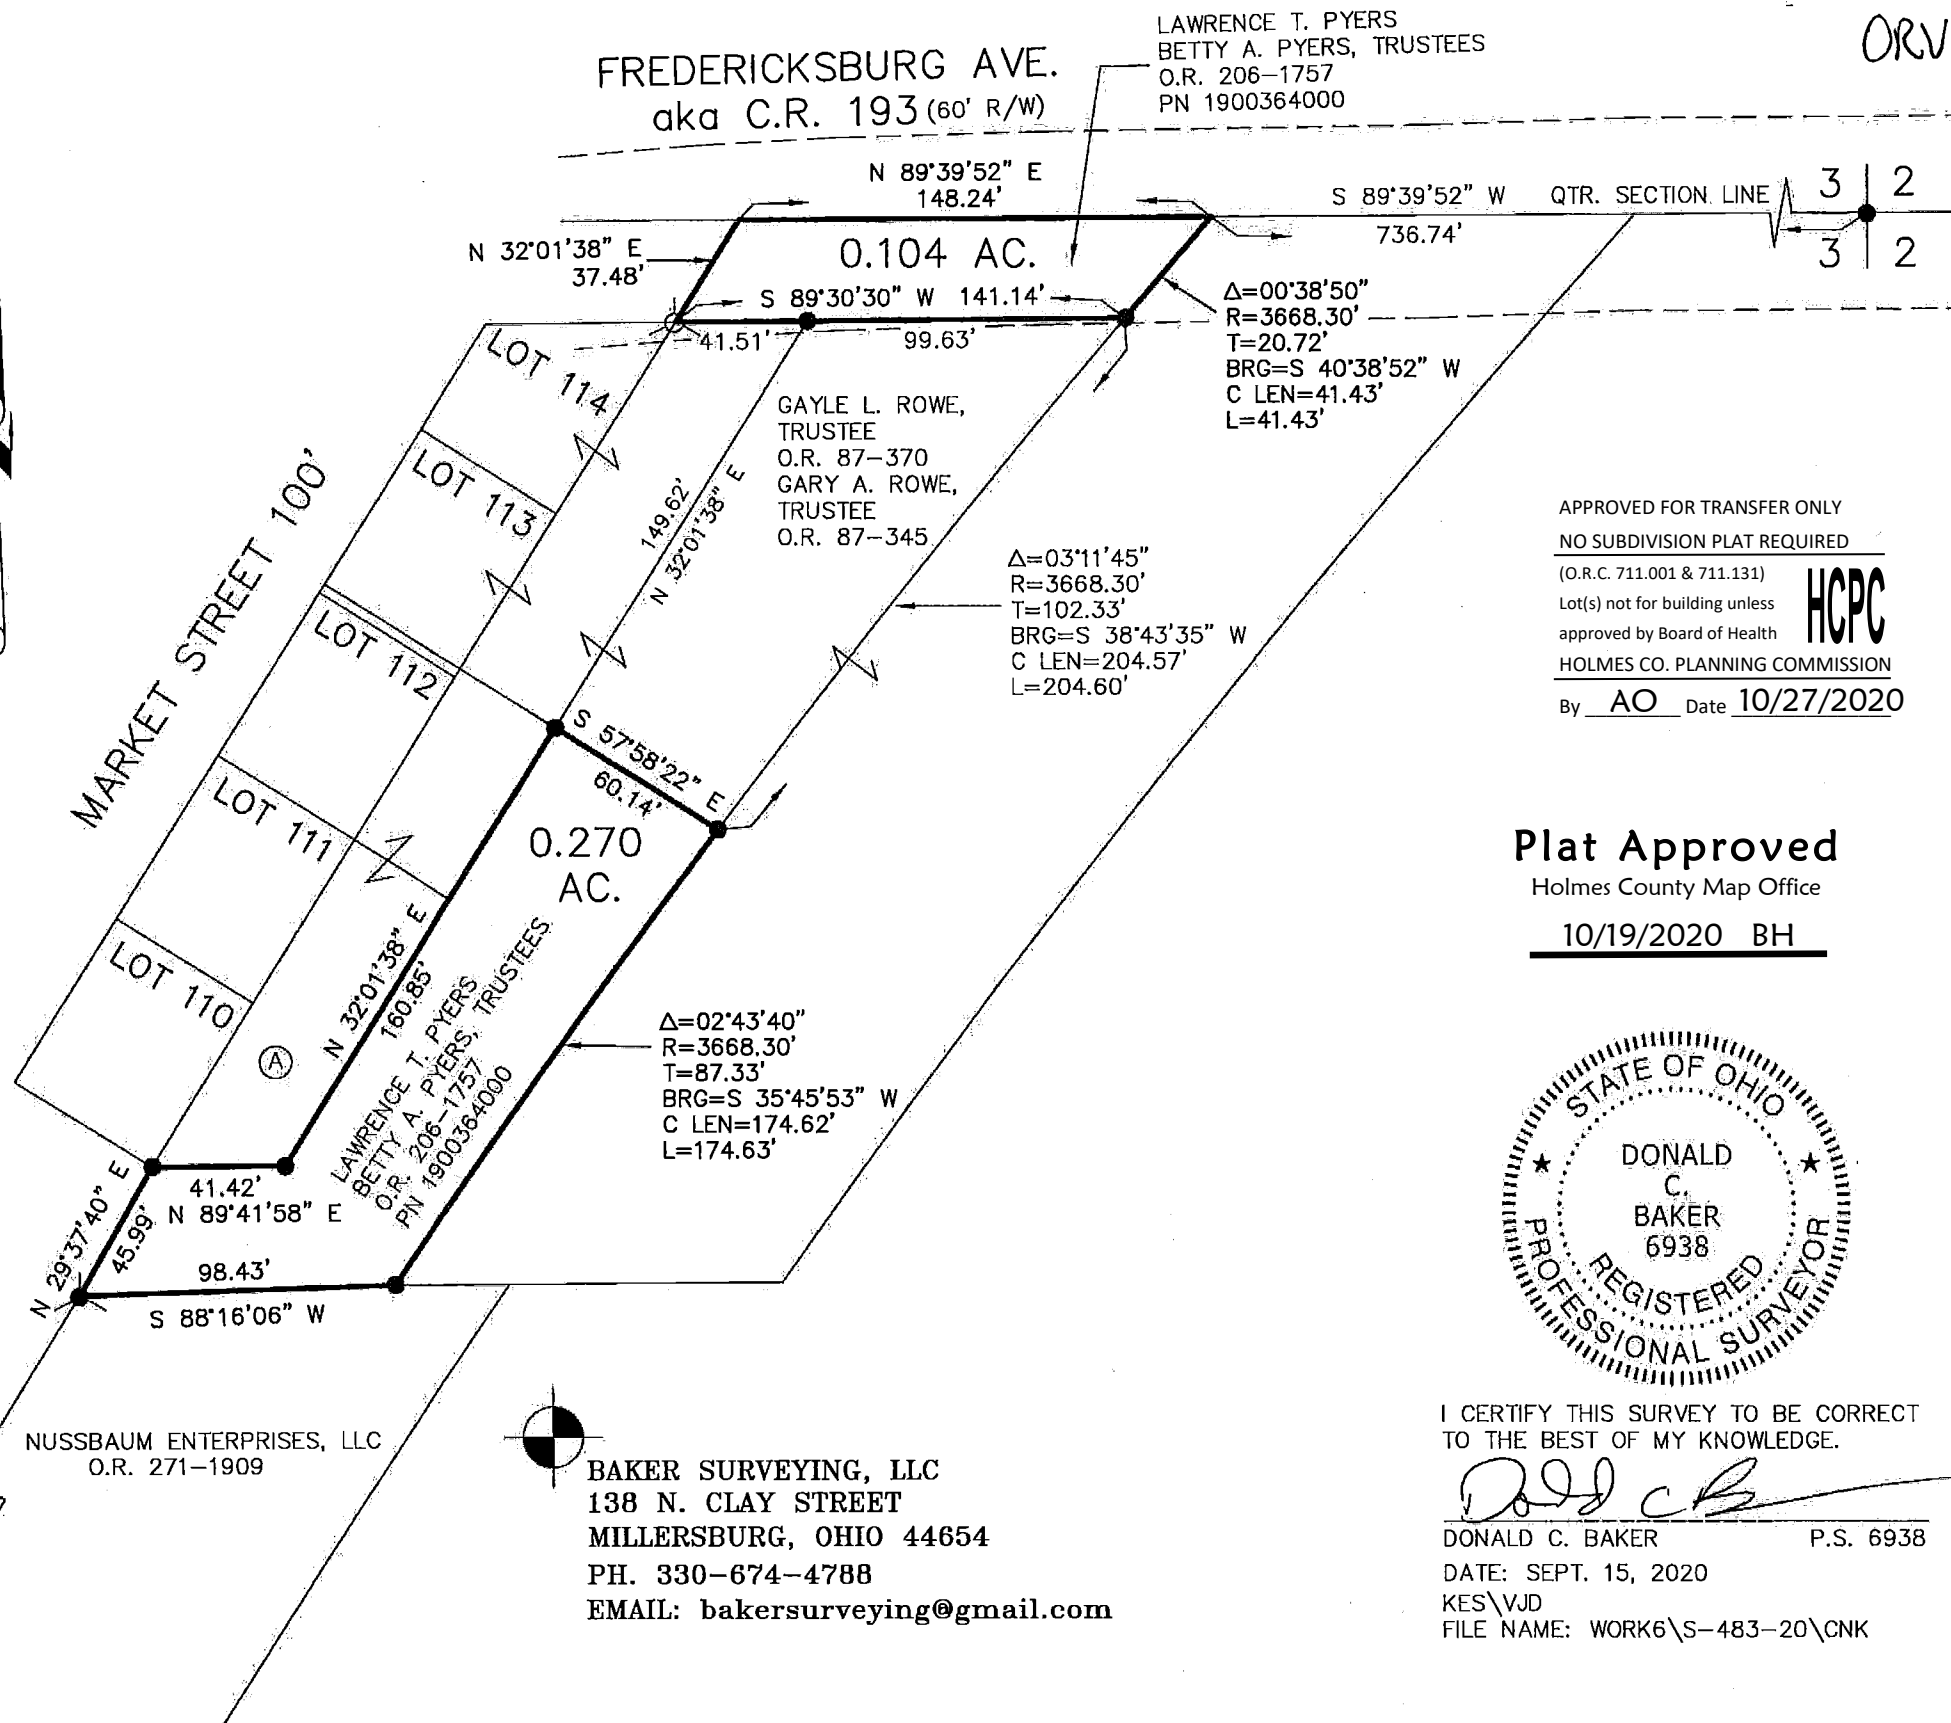 ORV
LAWRENCE T. PYERS
BETTY A. PYERS, TRUSTEES
O.R. 206-1757
PN 1900364000
FREDERICKSBURG AVE.
aka C.R. 193 (60' R/W)
N 89°39'52" E
148.24'
S 89°39'52" W
736.74'
QTR. SECTION LINE
3 2
3 2
N 32°01'38" E
37.48'
0.104 AC.
S 89°30'30" W 141.14'
41.51'
99.63'
Δ=00°38'50"
R=3668.30'
T=20.72'
BRG=S 40°38'52" W
C LEN=41.43'
L=41.43'
LOT 114
LOT 113
LOT 112
LOT 111
LOT 110
MARKET STREET 100'
GAYLE L. ROWE,
TRUSTEE
O.R. 87-370
GARY A. ROWE,
TRUSTEE
O.R. 87-345
149.62'
N 32°01'38" E
Δ=03°11'45"
R=3668.30'
T=102.33'
BRG=S 38°43'35" W
C LEN=204.57'
L=204.60'
APPROVED FOR TRANSFER ONLY
NO SUBDIVISION PLAT REQUIRED
(O.R.C. 711.001 & 711.131)
Lot(s) not for building unless
approved by Board of Health
HCPC
HOLMES CO. PLANNING COMMISSION
By AO Date 10/27/2020
S 57°58'22" E
60.14'
0.270
AC.
N 32°01'38" E
160.85'
LAWRENCE T. PYERS
BETTY A. PYERS, TRUSTEES
O.R. 206-1757
PN 1900364000
A
Δ=02°43'40"
R=3668.30'
T=87.33'
BRG=S 35°45'53" W
C LEN=174.62'
L=174.63'
Plat Approved
Holmes County Map Office
10/19/2020 BH
STATE OF OHIO
DONALD
C.
BAKER
6938
REGISTERED
PROFESSIONAL SURVEYOR
41.42'
N 89°41'58" E
N 29°37'40" E
45.99'
98.43'
S 88°16'06" W
NUSSBAUM ENTERPRISES, LLC
O.R. 271-1909
BAKER SURVEYING, LLC
138 N. CLAY STREET
MILLERSBURG, OHIO 44654
PH. 330-674-4788
EMAIL: bakersurveying@gmail.com
I CERTIFY THIS SURVEY TO BE CORRECT
TO THE BEST OF MY KNOWLEDGE.
DONALD C. BAKER P.S. 6938
DATE: SEPT. 15, 2020
KES\VJD
FILE NAME: WORK6\S-483-20\CNK